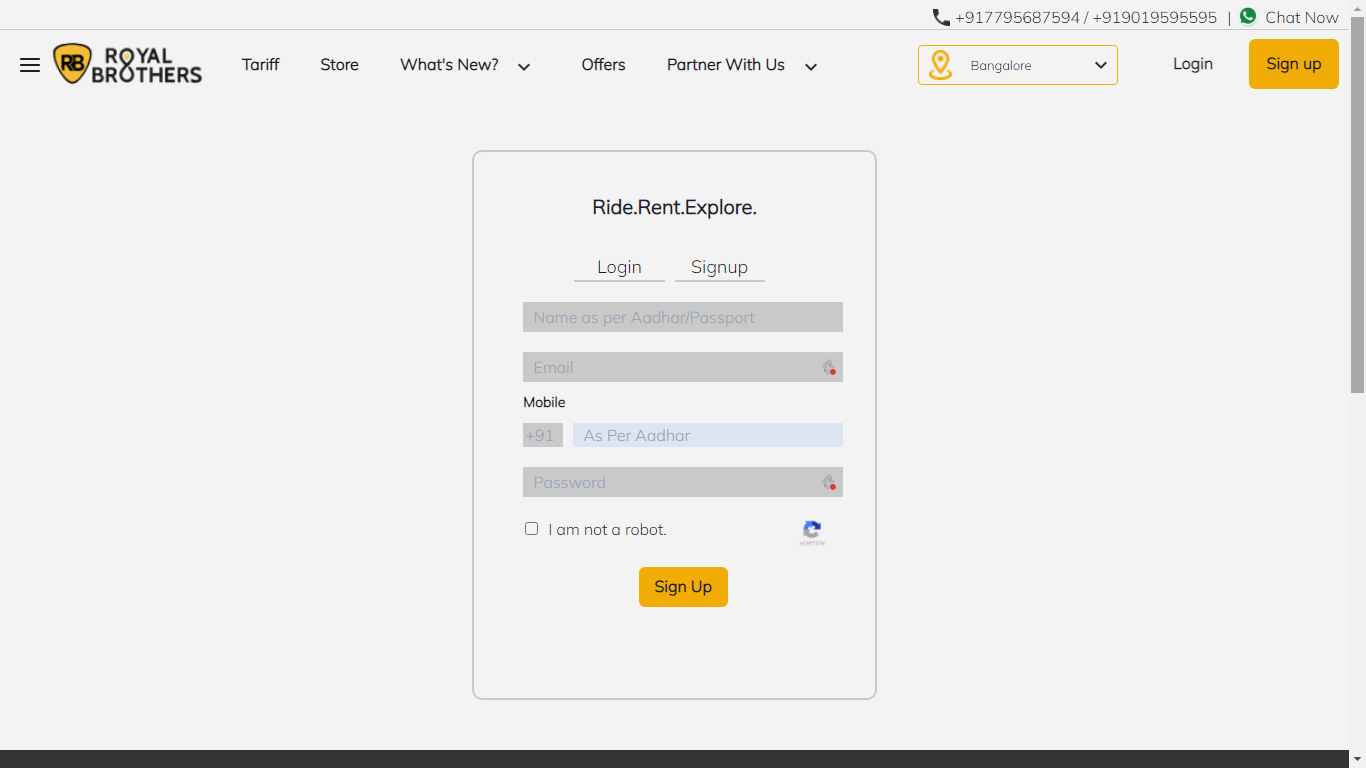 +917795687594 / +919019595595 | Chat Now
RB ROYAL BROTHERS Tariff Store What's New? Offers Partner With Us Bangalore Login Sign up
Ride.Rent.Explore.
Login Signup
Name as per Aadhar/Passport
Email
Mobile
+91 As Per Aadhar
Password
I am not a robot.
Sign Up